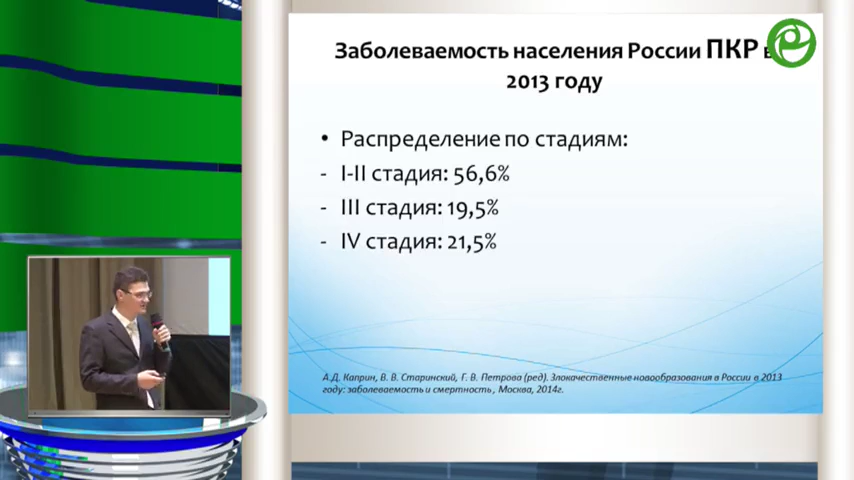 Заболеваемость населения России ПКР в
2013 году
• Распределение по стадиям:
- I-II стадия: 56,6%
- III стадия: 19,5%
- IV стадия: 21,5%
А.Д. Каприн, В. В. Старинский, Г. В. Петрова (ред). Злокачественные новообразования в России в 2013
году: заболеваемость и смертность , Москва, 2014г.